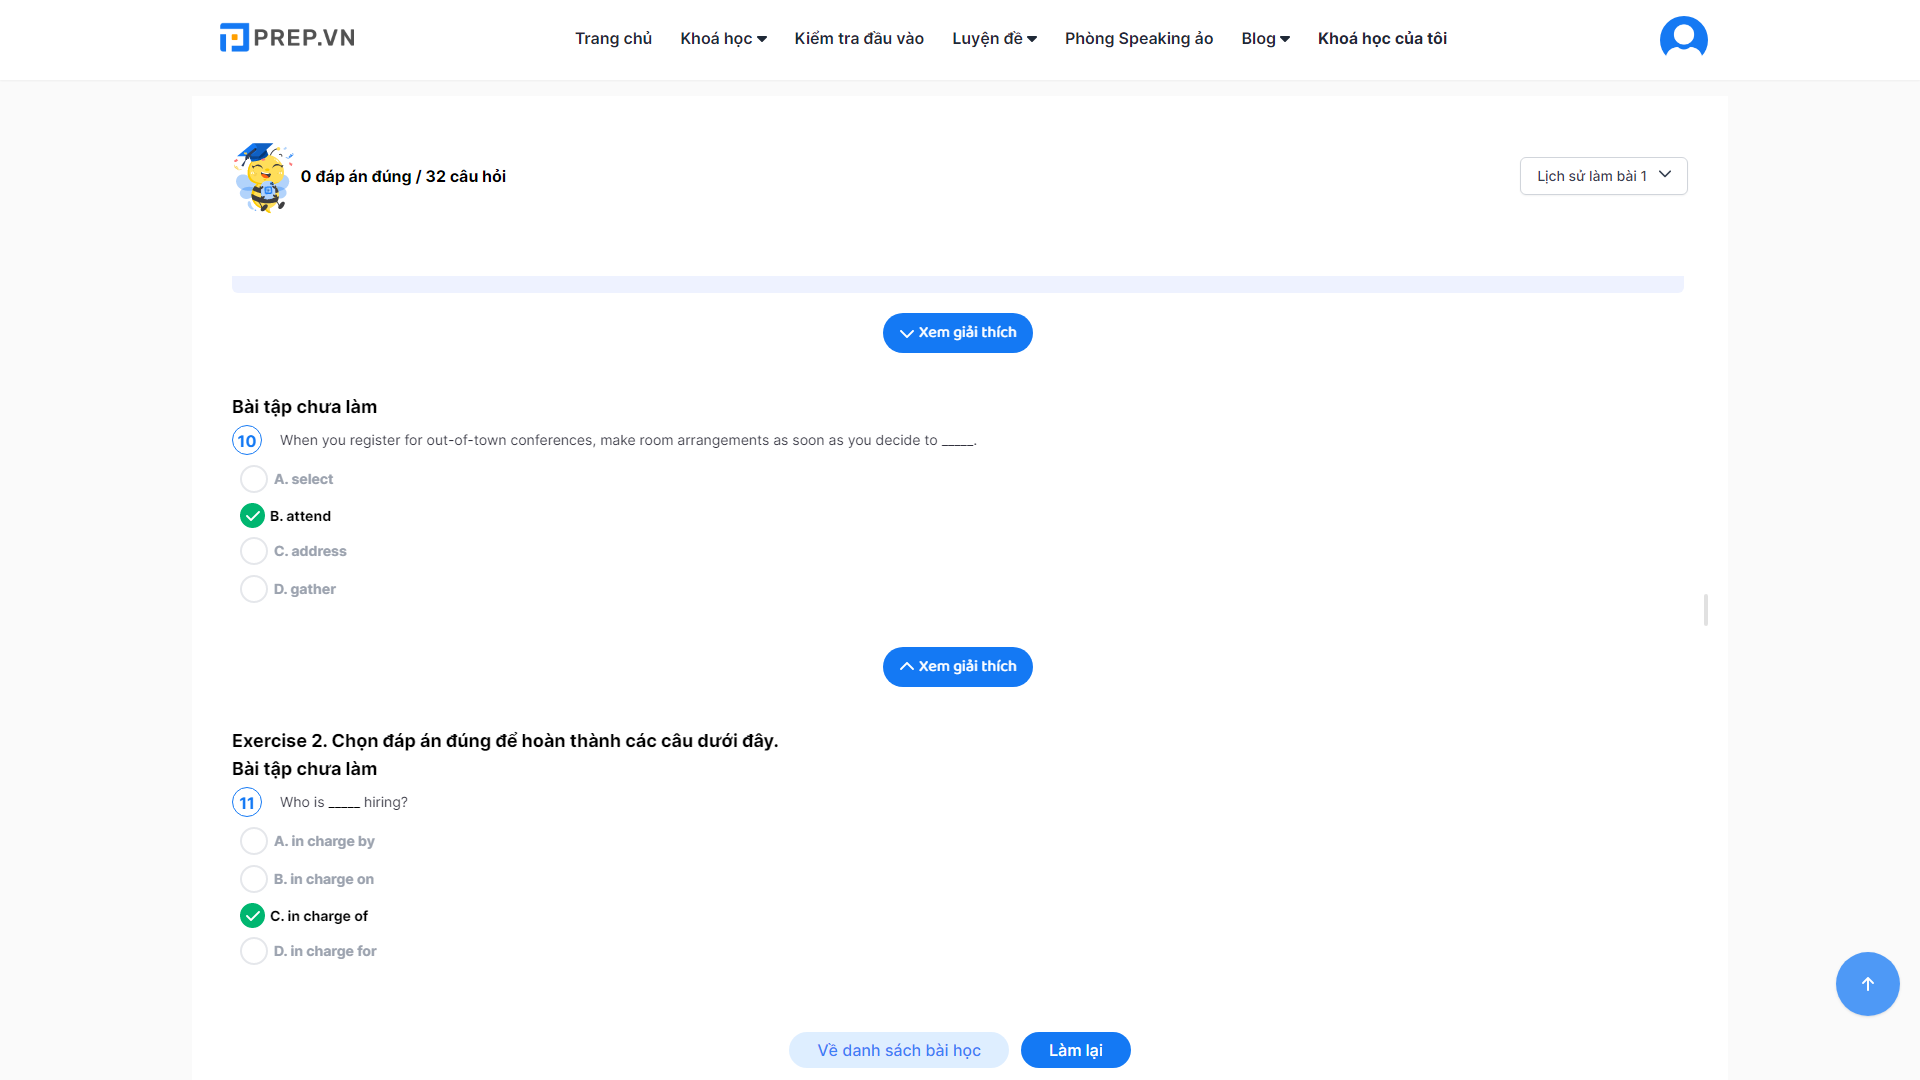 PREP.VN
Trang chủ
Khoá học
Kiểm tra đầu vào
Luyện đề
Phòng Speaking ảo
Blog
Khoá học của tôi
0 đáp án đúng / 32 câu hỏi
Lịch sử làm bài 1
Xem giải thích
Bài tập chưa làm
10 When you register for out-of-town conferences, make room arrangements as soon as you decide to _____.
A. select
B. attend
C. address
D. gather
Xem giải thích
Exercise 2. Chọn đáp án đúng để hoàn thành các câu dưới đây.
Bài tập chưa làm
11 Who is _____ hiring?
A. in charge by
B. in charge on
C. in charge of
D. in charge for
Về danh sách bài học
Làm lại